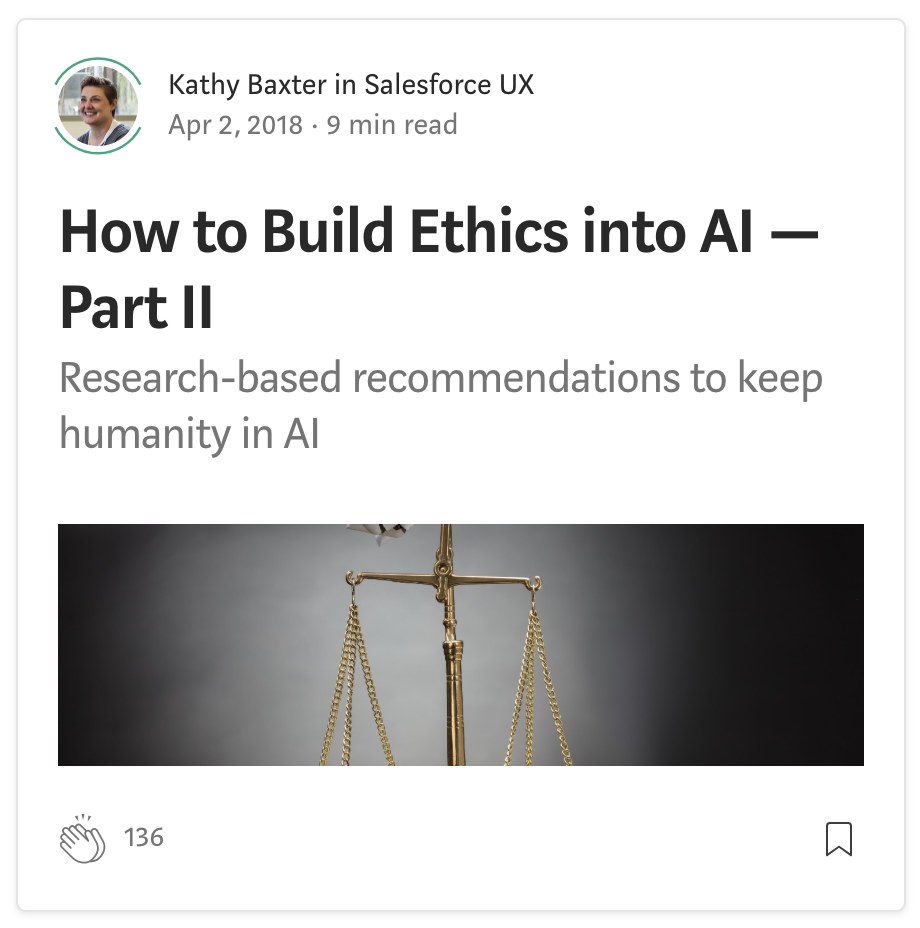 Kathy Baxter in Salesforce UX
Apr 2, 2018 · 9 min read
How to Build Ethics into AI —
Part II
Research-based recommendations to keep
humanity in AI
136